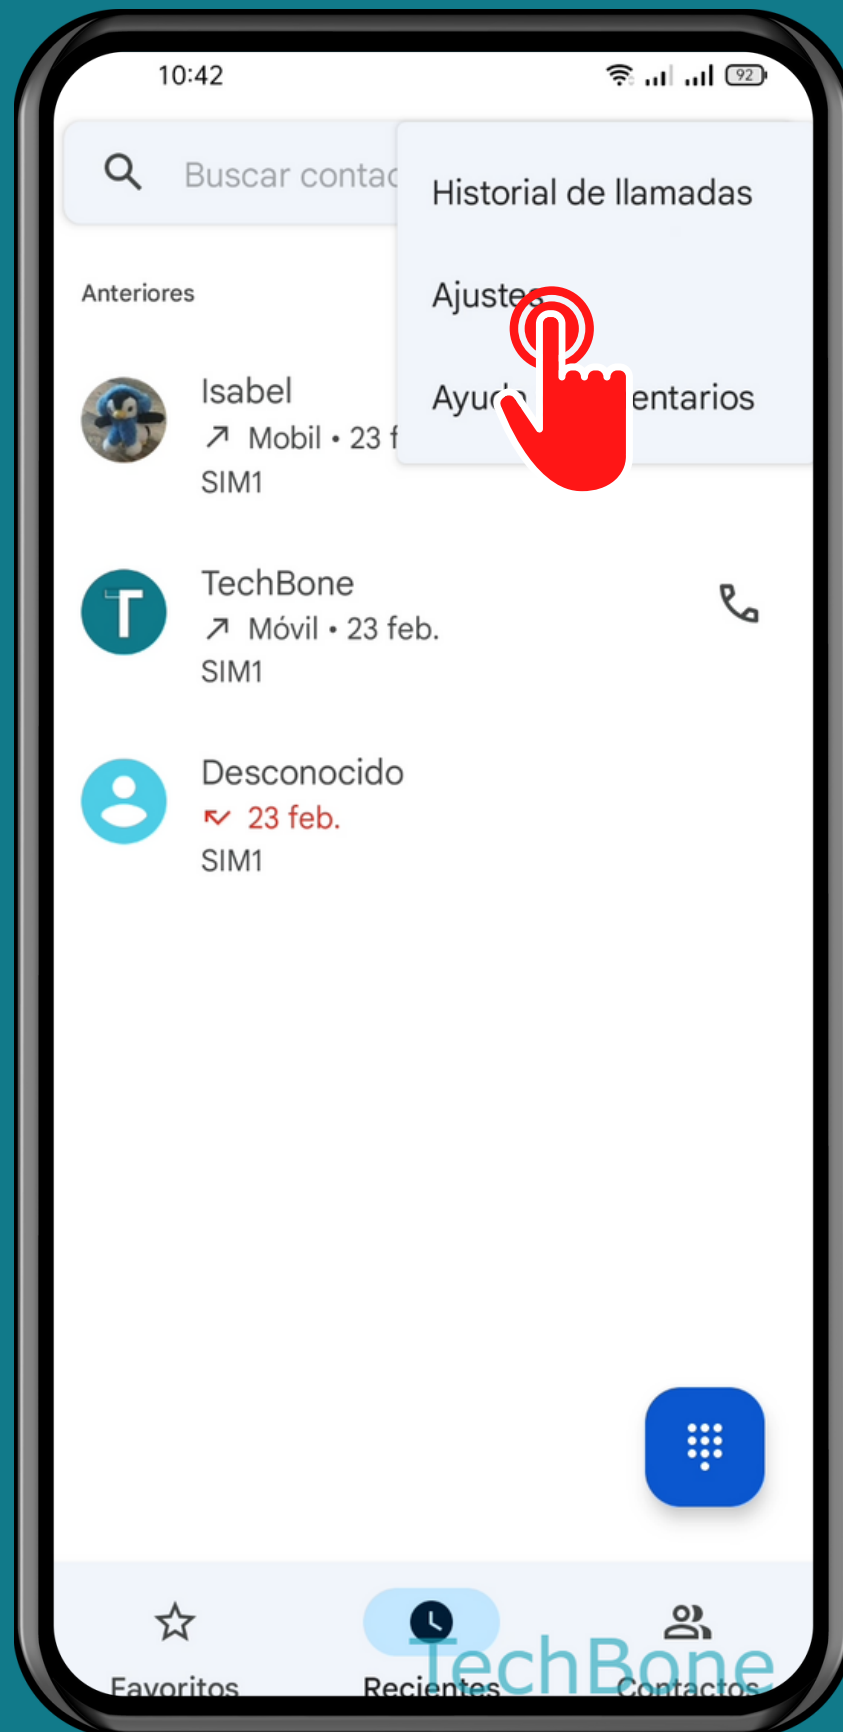 10:42
92
Buscar contac
Historial de llamadas
Ajustes
Anteriores
entarios
Isabel
Mobil • 23 f
SIM1
T
TechBone
Móvil • 23 feb.
SIM1
Desconocido
23 feb.
SIM1
Favoritos
Recientes
Contactos
TechBone